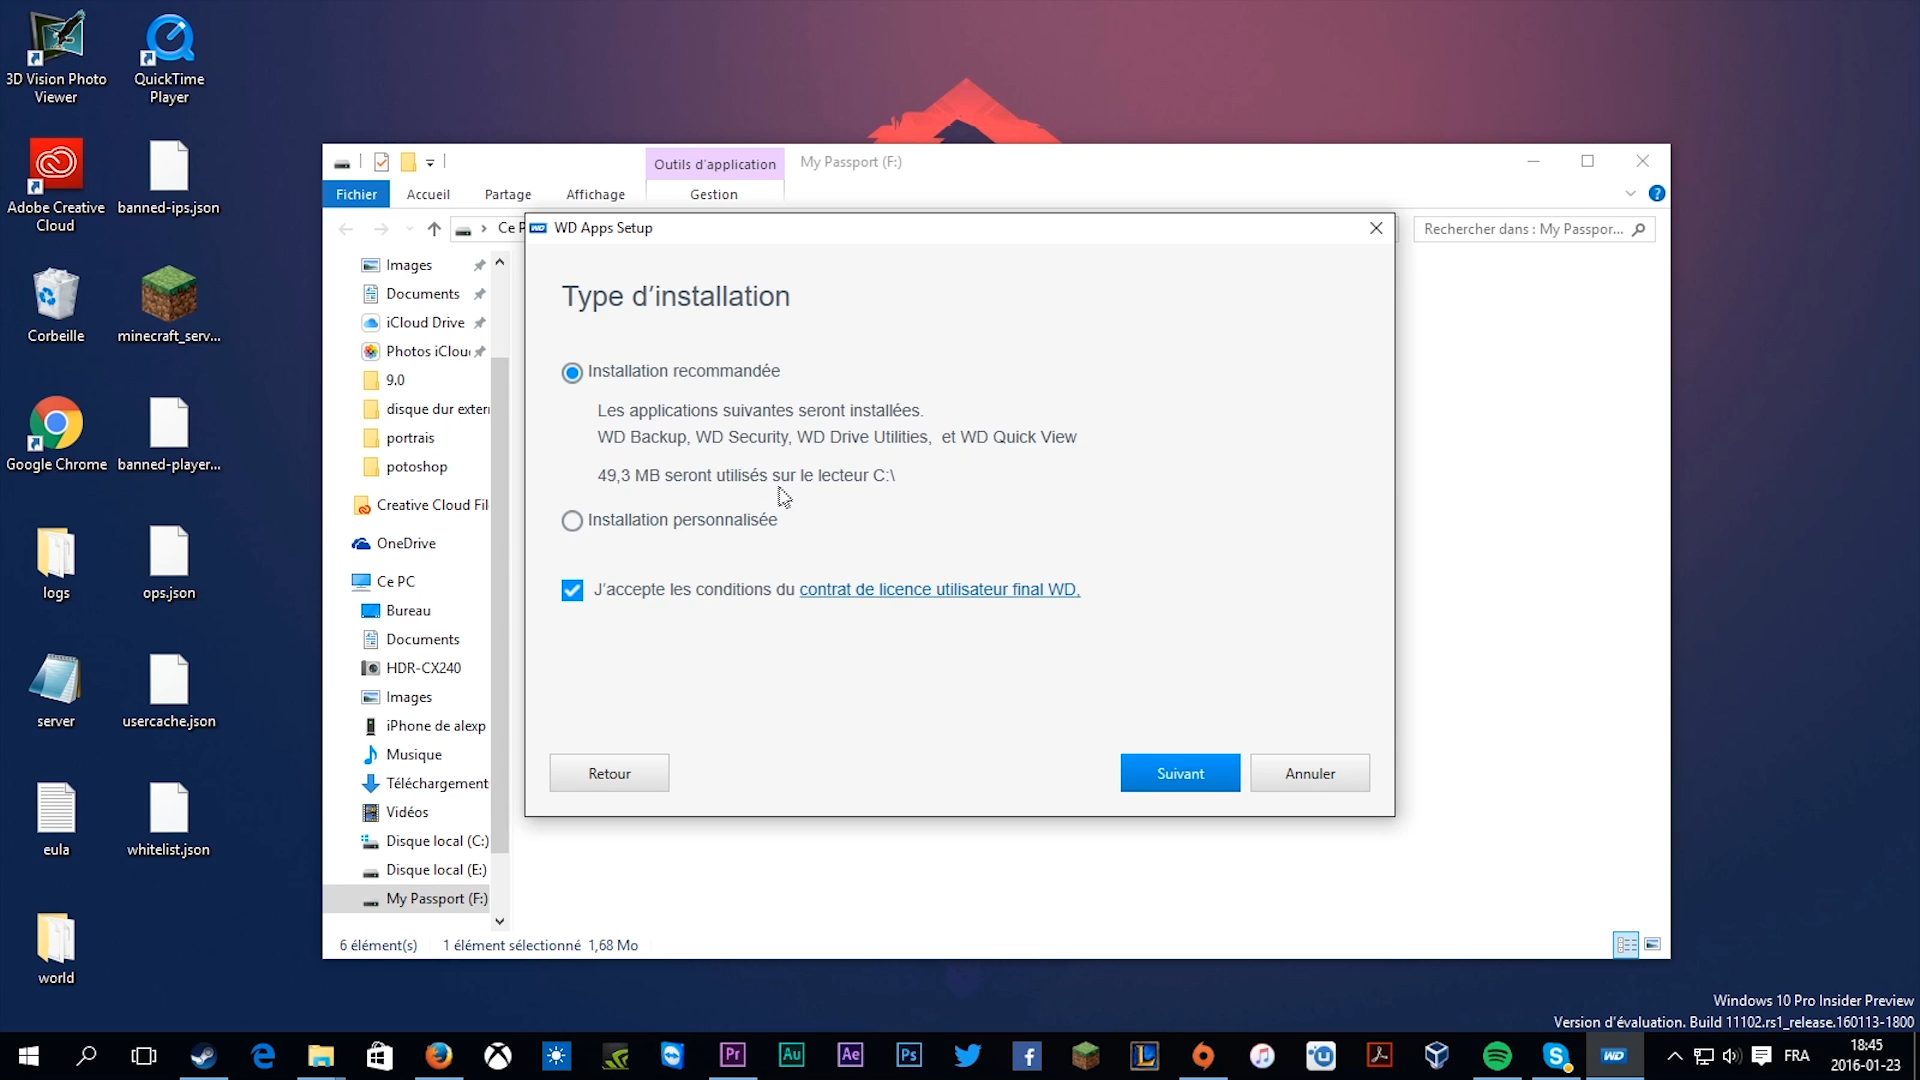 3D Vision Photo
Viewer
QuickTime
Player
Adobe Creative
Cloud
banned-ips.json
Corbeille
minecraft_serv...
Google Chrome
banned-player...
logs
ops.json
server
usercache.json
eula
whitelist.json
world
Outils d'application
My Passport (F:)
Fichier
Accueil
Partage
Affichage
Gestion
Ce P
Rechercher dans : My Passpor...
Images
Documents
iCloud Drive
Photos iClou
9.0
disque dur exter
portrais
potoshop
Creative Cloud Fil
OneDrive
Ce PC
Bureau
Documents
HDR-CX240
Images
iPhone de alexp
Musique
Téléchargement
Vidéos
Disque local (C:)
Disque local (E:)
My Passport (F:)
6 élément(s)
1 élément sélectionné 1,68 Mo
WD WD Apps Setup
Type d’installation
Installation recommandée
Les applications suivantes seront installées.
WD Backup, WD Security, WD Drive Utilities, et WD Quick View
49,3 MB seront utilisés sur le lecteur C:\
Installation personnalisée
J’accepte les conditions du contrat de licence utilisateur final WD.
Retour
Suivant
Annuler
Windows 10 Pro Insider Preview
Version d'évaluation. Build 11102.rs1_release.160113-1800
Pr
Au
Ae
Ps
WD
FRA
18:45
2016-01-23